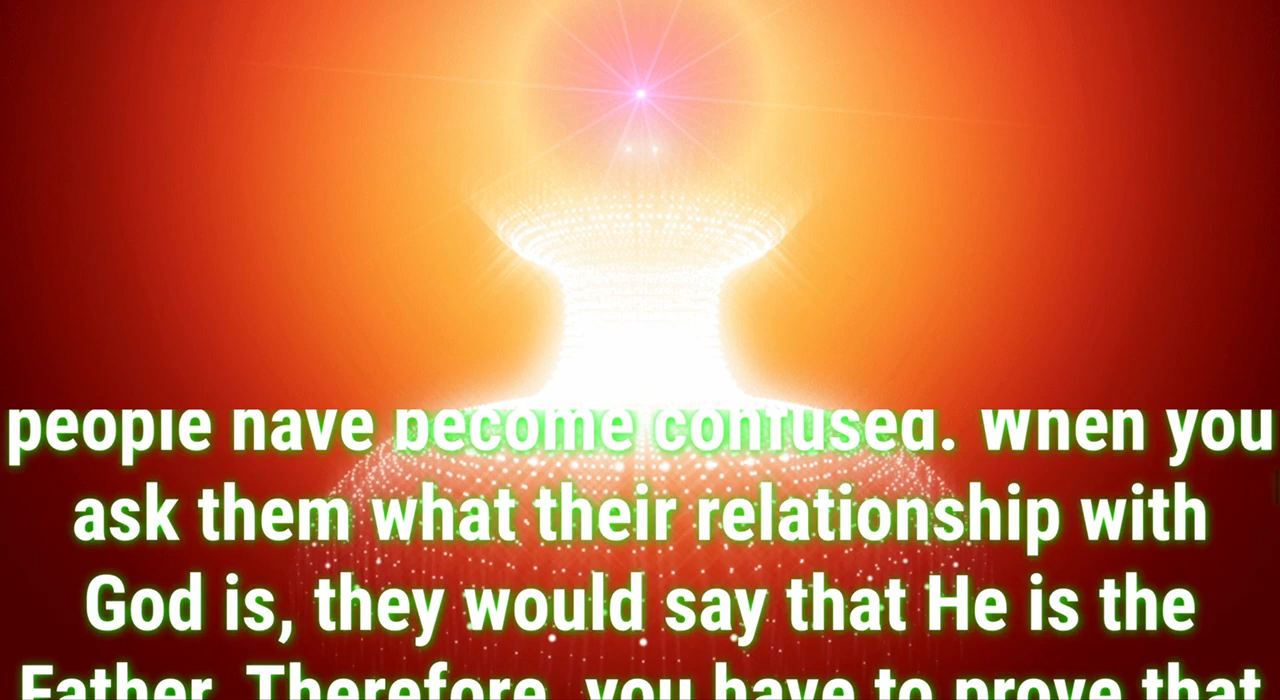 people have become confused. When you
ask them what their relationship with
God is, they would say that He is the
Father. Therefore, you have to prove that